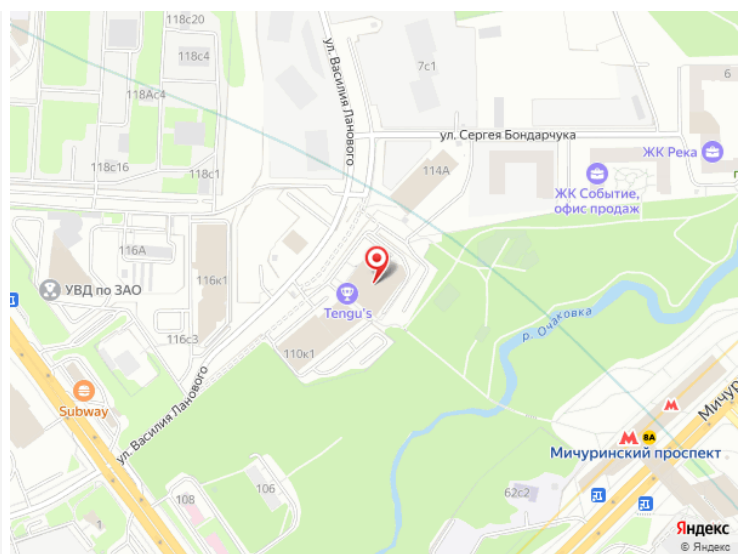 118с20
118с4
7с1
6
118Ас4
ул. Василия Ланового
ул. Сергея Бондарчука
ЖК Река
118с16
118с1
114А
ЖК Событие,
офис продаж
116А
116к1
УВД по ЗАО
Tengu's
р. Очаковка
116с3
110к1
Subway
ул. Василия Ланового
М
Мичур
М 8А
Мичуринский проспект
106
108
62с2
1
Яндекс
© Яндекс